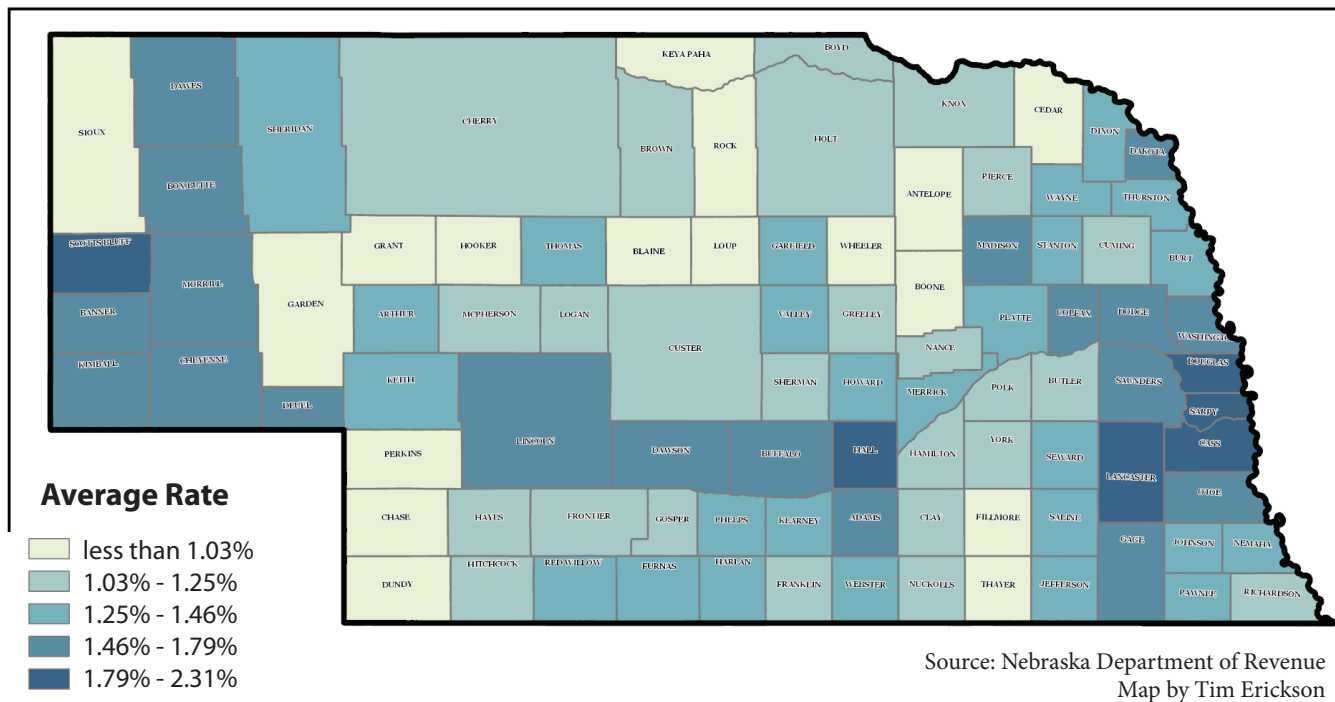 KEYA PAHA
BOYD
DAWES
SHERIDAN
CHERRY
KNOX
CEDAR
SIOUX
DIXON
BROWN
ROCK
HOLT
DAKOTA
BOX BUTTE
PIERCE
ANTELOPE
WAYNE
THURSTON
SCOTTS BLUFF
GRANT
HOOKER
THOMAS
BLAINE
LOUP
GARFIELD
WHEELER
MADISON
STANTON
CUMING
BURT
MORRILL
GARDEN
BOONE
BANNER
ARTHUR
MCPHERSON
LOGAN
CUSTER
VALLEY
GREELEY
PLATTE
COLFAX
DODGE
WASHINGTON
NANCE
KIMBALL
CHEYENNE
DOUGLAS
KEITH
SHERMAN
HOWARD
MERRICK
POLK
BUTLER
SAUNDERS
DEUEL
SARPY
LINCOLN
PERKINS
DAWSON
BUFFALO
HALL
HAMILTON
YORK
SEWARD
CASS
LANCASTER
OTOE
CHASE
HAYES
FRONTIER
GOSPER
PHELPS
KEARNEY
ADAMS
CLAY
FILLMORE
SALINE
GAGE
JOHNSON
NEMAHA
DUNDY
HITCHCOCK
RED WILLOW
FURNAS
HARLAN
FRANKLIN
WEBSTER
NUCKOLLS
THAYER
JEFFERSON
PAWNEE
RICHARDSON
Average Rate
less than 1.03%
1.03% - 1.25%
1.25% - 1.46%
1.46% - 1.79%
1.79% - 2.31%
Source: Nebraska Department of Revenue
Map by Tim Erickson